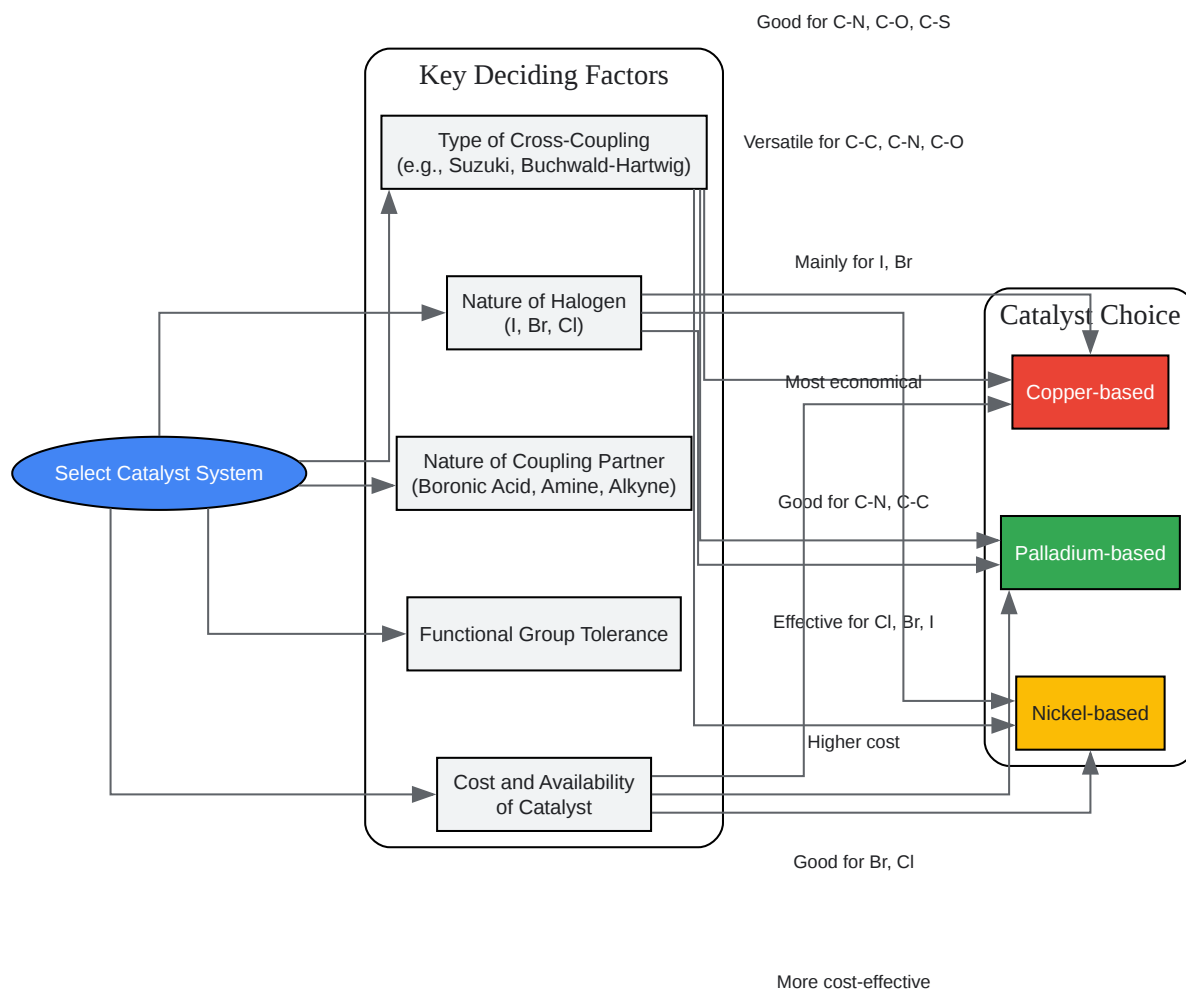 Good for C-N, C-O, C-S
Key Deciding Factors
Type of Cross-Coupling
(e.g., Suzuki, Buchwald-Hartwig)
Versatile for C-C, C-N, C-O
Mainly for I, Br
Nature of Halogen
(I, Br, Cl)
Catalyst Choice
Most economical
Copper-based
Nature of Coupling Partner
(Boronic Acid, Amine, Alkyne)
Select Catalyst System
Good for C-N, C-C
Palladium-based
Effective for Cl, Br, I
Functional Group Tolerance
Nickel-based
Higher cost
Cost and Availability
of Catalyst
Good for Br, Cl
More cost-effective